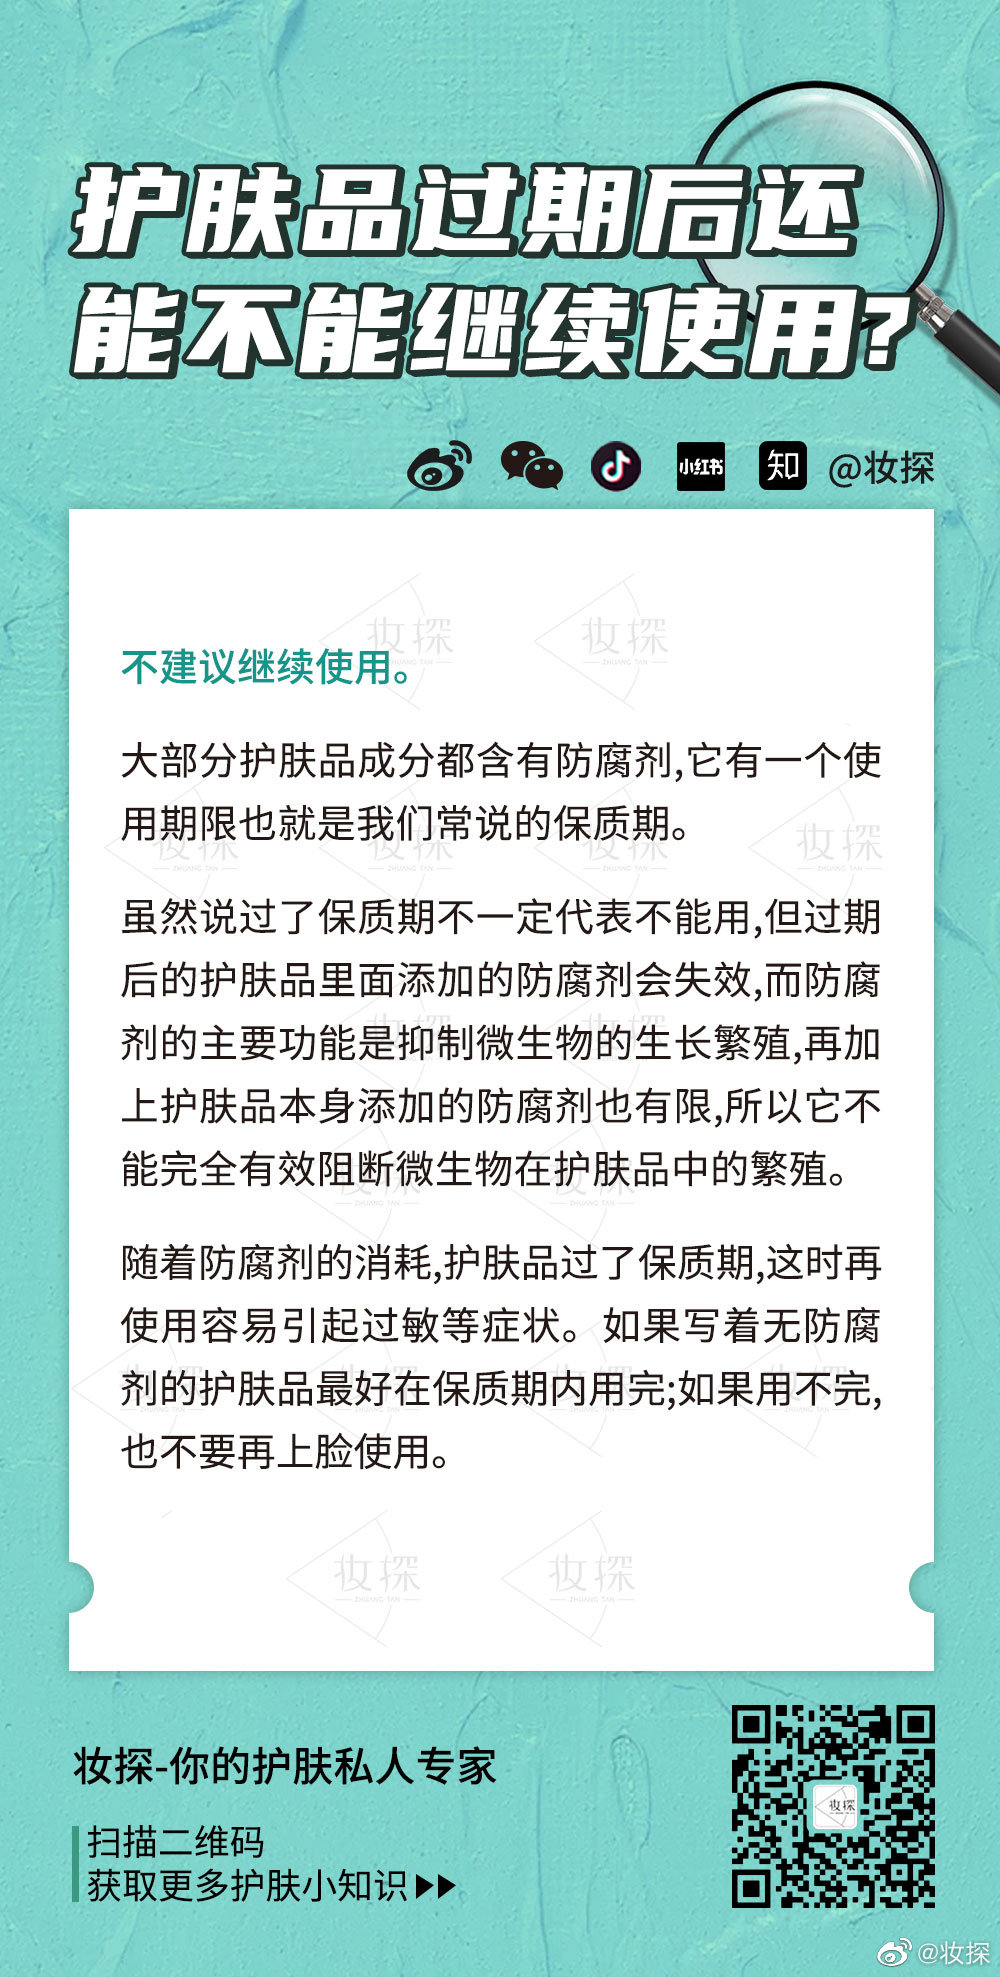 护肤品过期后还
能不能继续使用?
小红书
知
@妆探
不建议继续使用。
大部分护肤品成分都含有防腐剂,它有一个使
用期限也就是我们常说的保质期。
虽然说过了保质期不一定代表不能用,但过期
后的护肤品里面添加的防腐剂会失效,而防腐
剂的主要功能是抑制微生物的生长繁殖,再加
上护肤品本身添加的防腐剂也有限,所以它不
能完全有效阻断微生物在护肤品中的繁殖。
随着防腐剂的消耗,护肤品过了保质期,这时再
使用容易引起过敏等症状。如果写着无防腐
剂的护肤品最好在保质期内用完;如果用不完,
也不要再上脸使用。
妆探
ZHUANG TAN
妆探-你的护肤私人专家
扫描二维码
获取更多护肤小知识
妆探
@妆探